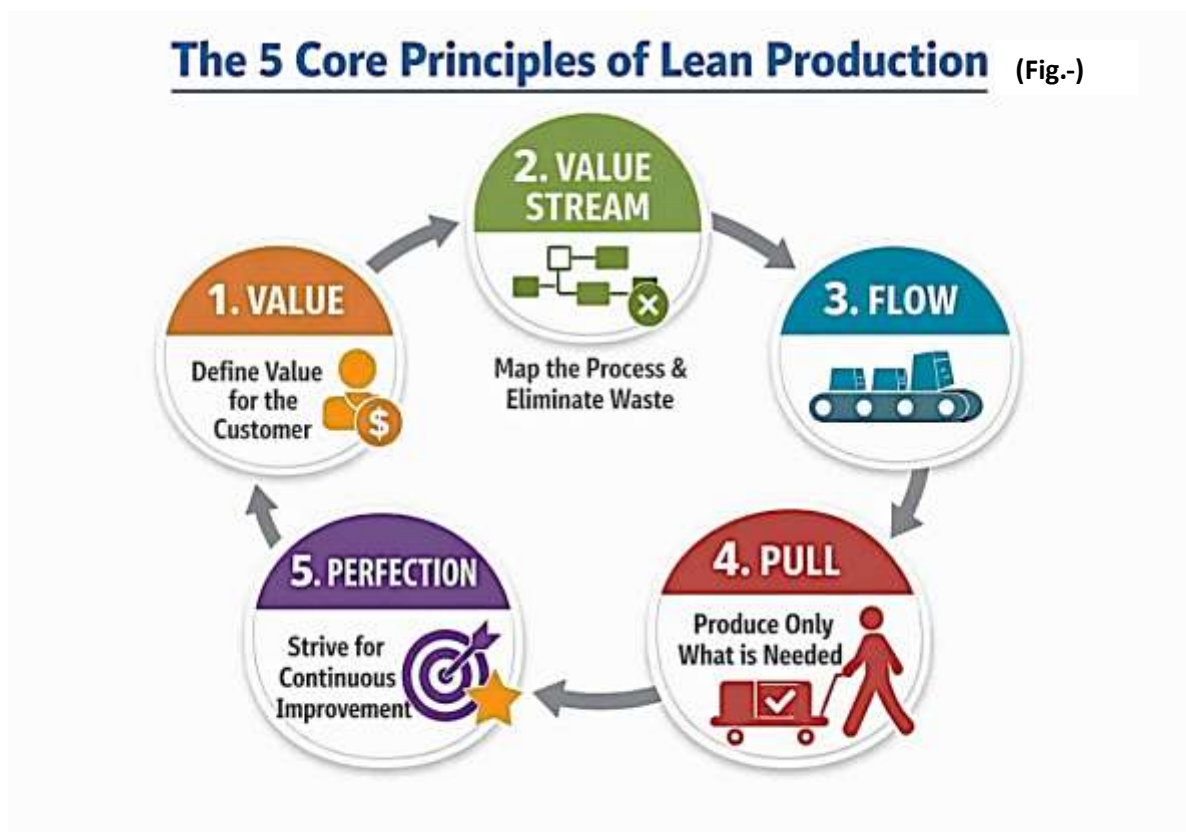 The 5 Core Principles of Lean Production (Fig.-)
1. VALUE
Define Value
for the
Customer
$
2. VALUE
STREAM
Map the Process &
Eliminate Waste
3. FLOW
4. PULL
Produce Only
What is Needed
5. PERFECTION
Strive for
Continuous
Improvement